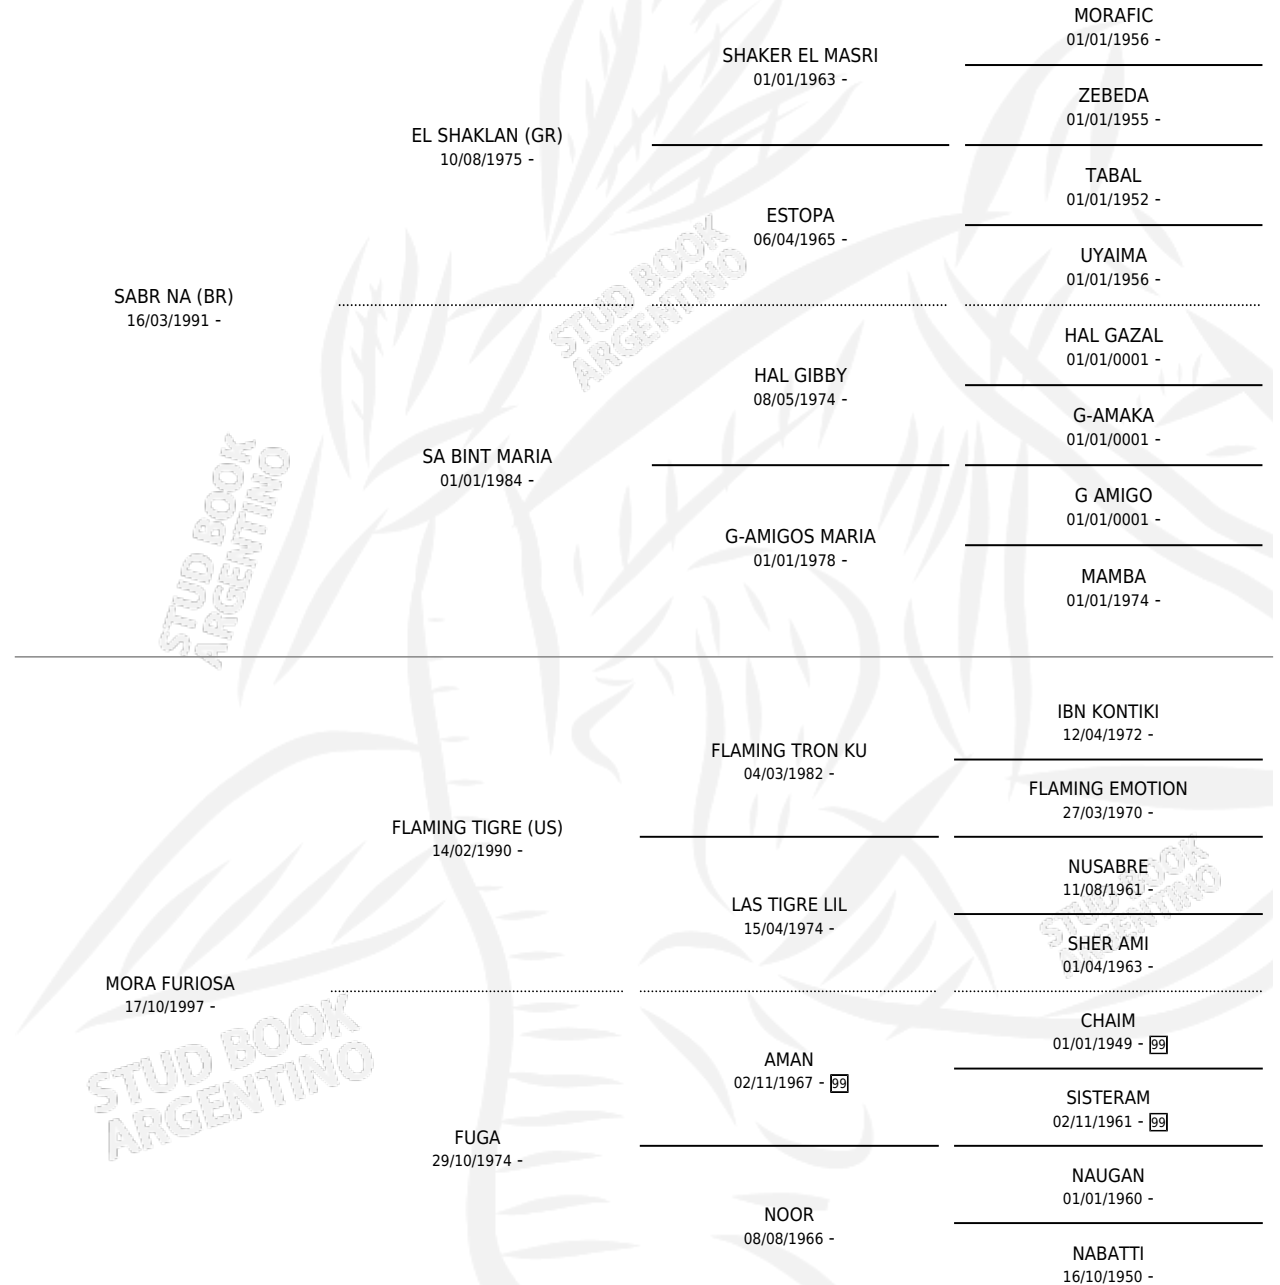 MORAFIC
01/01/1956 -
SHAKER EL MASRI
01/01/1963 -
ZEBEDA
01/01/1955 -
EL SHAKLAN (GR)
10/08/1975 -
TABAL
01/01/1952 -
ESTOPA
06/04/1965 -
UYAIMA
01/01/1956 -
SABR NA (BR)
16/03/1991 -
STUD BOOK
ARGENTINO
HAL GAZAL
01/01/0001 -
HAL GIBBY
08/05/1974 -
G-AMAKA
01/01/0001 -
SA BINT MARIA
01/01/1984 -
G AMIGO
01/01/0001 -
G-AMIGOS MARIA
01/01/1978 -
MAMBA
01/01/1974 -
STUD BOOK
ARGENTINO
IBN KONTIKI
12/04/1972 -
FLAMING TRON KU
04/03/1982 -
FLAMING EMOTION
27/03/1970 -
FLAMING TIGRE (US)
14/02/1990 -
NUSABRE
11/08/1961 -
LAS TIGRE LIL
15/04/1974 -
SHER AMI
01/04/1963 -
STUD BOOK
ARGENTINO
MORA FURIOSA
17/10/1997 -
CHAIM
01/01/1949 - 99
AMAN
02/11/1967 - 99
SISTERAM
02/11/1961 - 99
STUD BOOK
ARGENTINO
FUGA
29/10/1974 -
NAUGAN
01/01/1960 -
NOOR
08/08/1966 -
NABATTI
16/10/1950 -